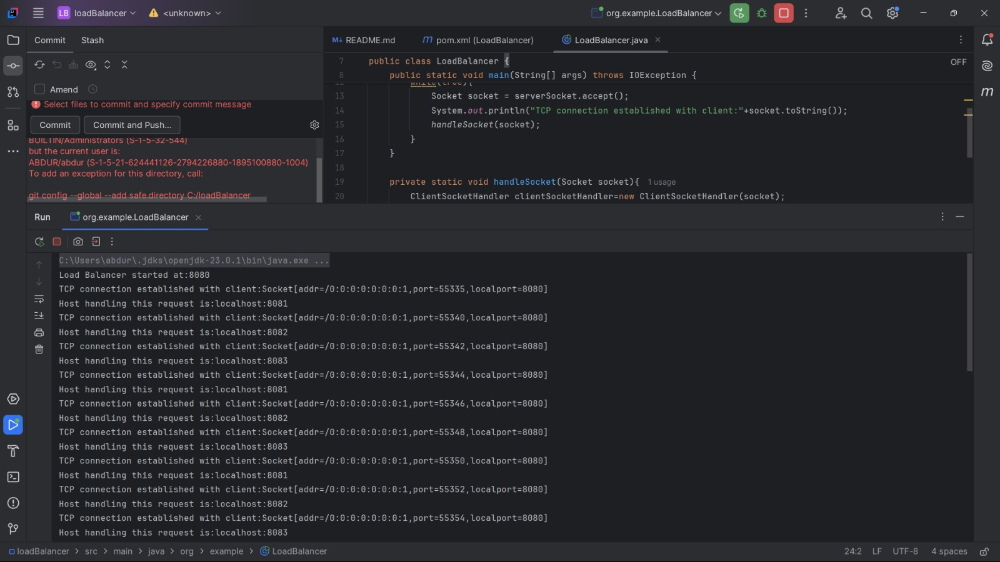 LB loadBalancer <unknown> org.example.LoadBalancer
Commit Stash
README.md m pom.xml (LoadBalancer) LoadBalancer.java
Amend
Select files to commit and specify commit message
Commit Commit and Push...
BUILTIN/Administrators (S-1-5-32-544)
but the current user is:
ABDUR/abdur (S-1-5-21-624441126-2794226880-1895100880-1004)
To add an exception for this directory, call:
git config --global --add safe.directory C:/loadBalancer
OFF
7 public class LoadBalancer {
8 public static void main(String[] args) throws IOException {
12 while(true){
13 Socket socket = serverSocket.accept();
14 System.out.println("TCP connection established with client:"+socket.toString());
15 handleSocket(socket);
16 }
17 }
18
19 private static void handleSocket(Socket socket){ 1 usage
20 ClientSocketHandler clientSocketHandler=new ClientSocketHandler(socket);
Run org.example.LoadBalancer
C:\Users\abdur\.jdks\openjdk-23.0.1\bin\java.exe ...
Load Balancer started at:8080
TCP connection established with client:Socket[addr=/0:0:0:0:0:0:0:1,port=55335,localport=8080]
Host handling this request is:localhost:8081
TCP connection established with client:Socket[addr=/0:0:0:0:0:0:0:1,port=55340,localport=8080]
Host handling this request is:localhost:8082
TCP connection established with client:Socket[addr=/0:0:0:0:0:0:0:1,port=55342,localport=8080]
Host handling this request is:localhost:8083
TCP connection established with client:Socket[addr=/0:0:0:0:0:0:0:1,port=55344,localport=8080]
Host handling this request is:localhost:8081
TCP connection established with client:Socket[addr=/0:0:0:0:0:0:0:1,port=55346,localport=8080]
Host handling this request is:localhost:8082
TCP connection established with client:Socket[addr=/0:0:0:0:0:0:0:1,port=55348,localport=8080]
Host handling this request is:localhost:8083
TCP connection established with client:Socket[addr=/0:0:0:0:0:0:0:1,port=55350,localport=8080]
Host handling this request is:localhost:8081
TCP connection established with client:Socket[addr=/0:0:0:0:0:0:0:1,port=55352,localport=8080]
Host handling this request is:localhost:8082
TCP connection established with client:Socket[addr=/0:0:0:0:0:0:0:1,port=55354,localport=8080]
Host handling this request is:localhost:8083
loadBalancer > src > main > java > org > example > LoadBalancer 24:2 LF UTF-8 4 spaces